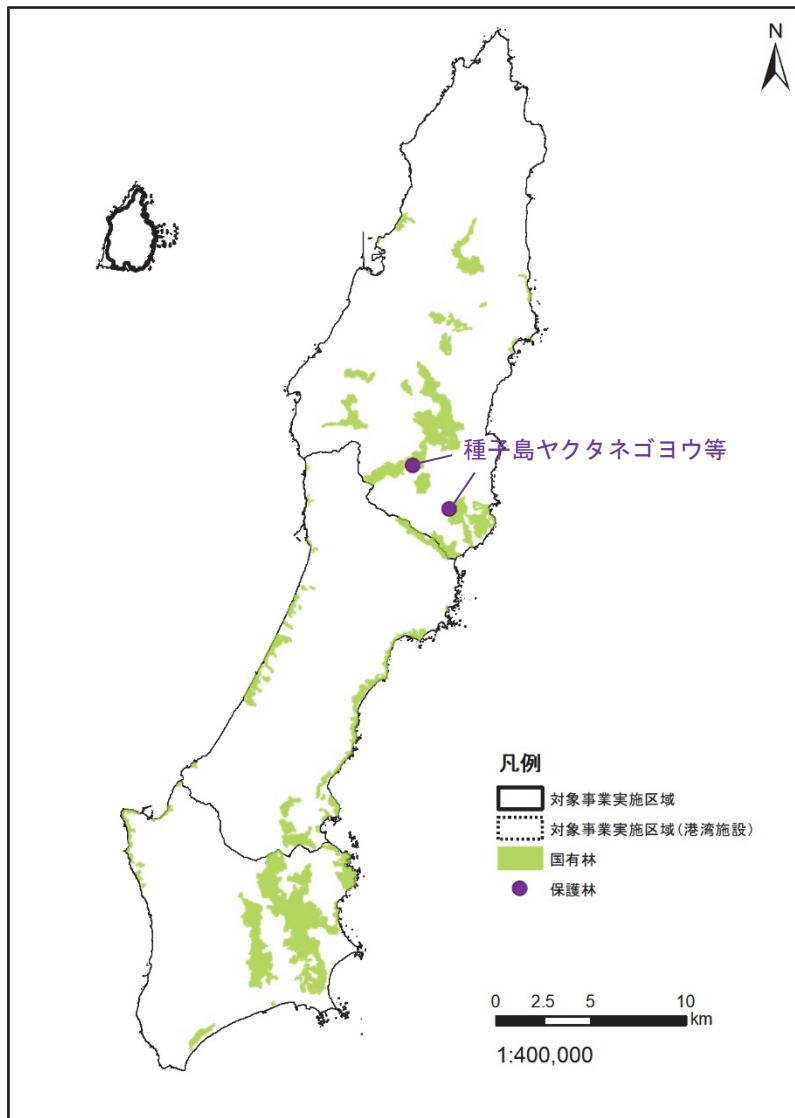 N
種子島ヤクタネゴヨウ等
凡例
対象事業実施区域
対象事業実施区域(港湾施設)
国有林
保護林
0 2.5 5 10
km
1:400,000